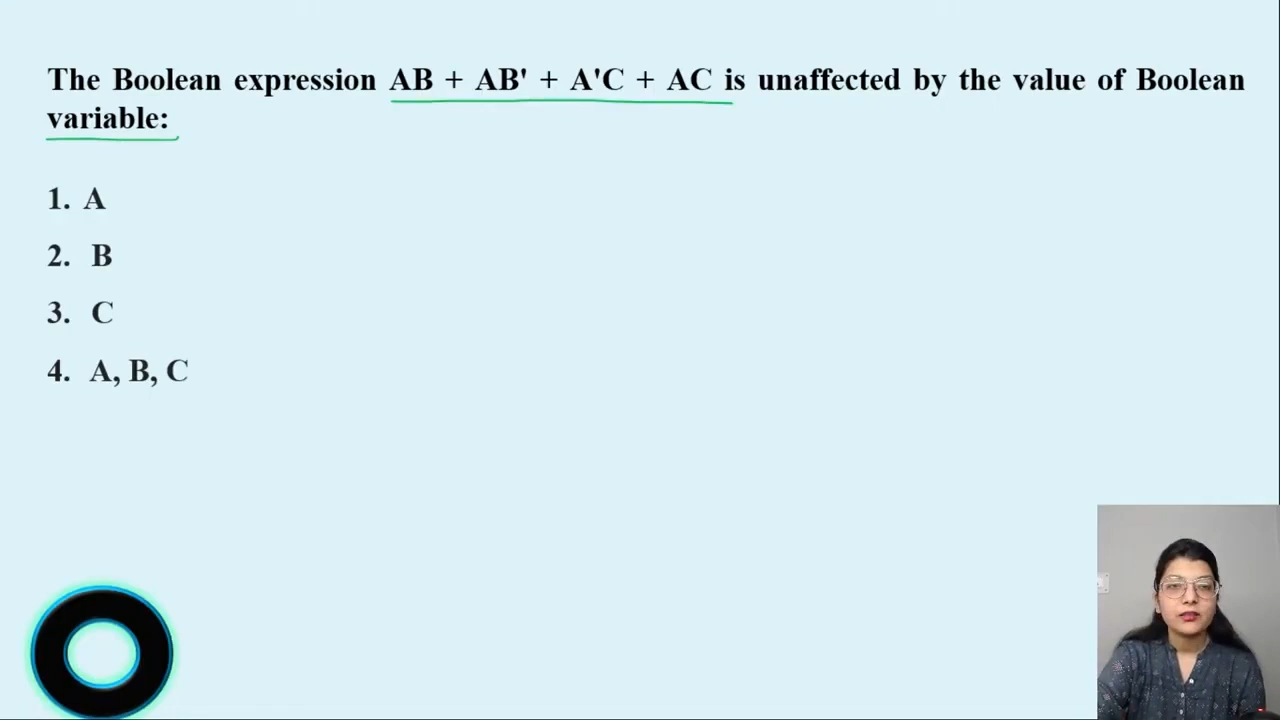 The Boolean expression AB + AB' + A'C + AC is unaffected by the value of Boolean
variable:
1. A
2. B
3. C
4. A, B, C